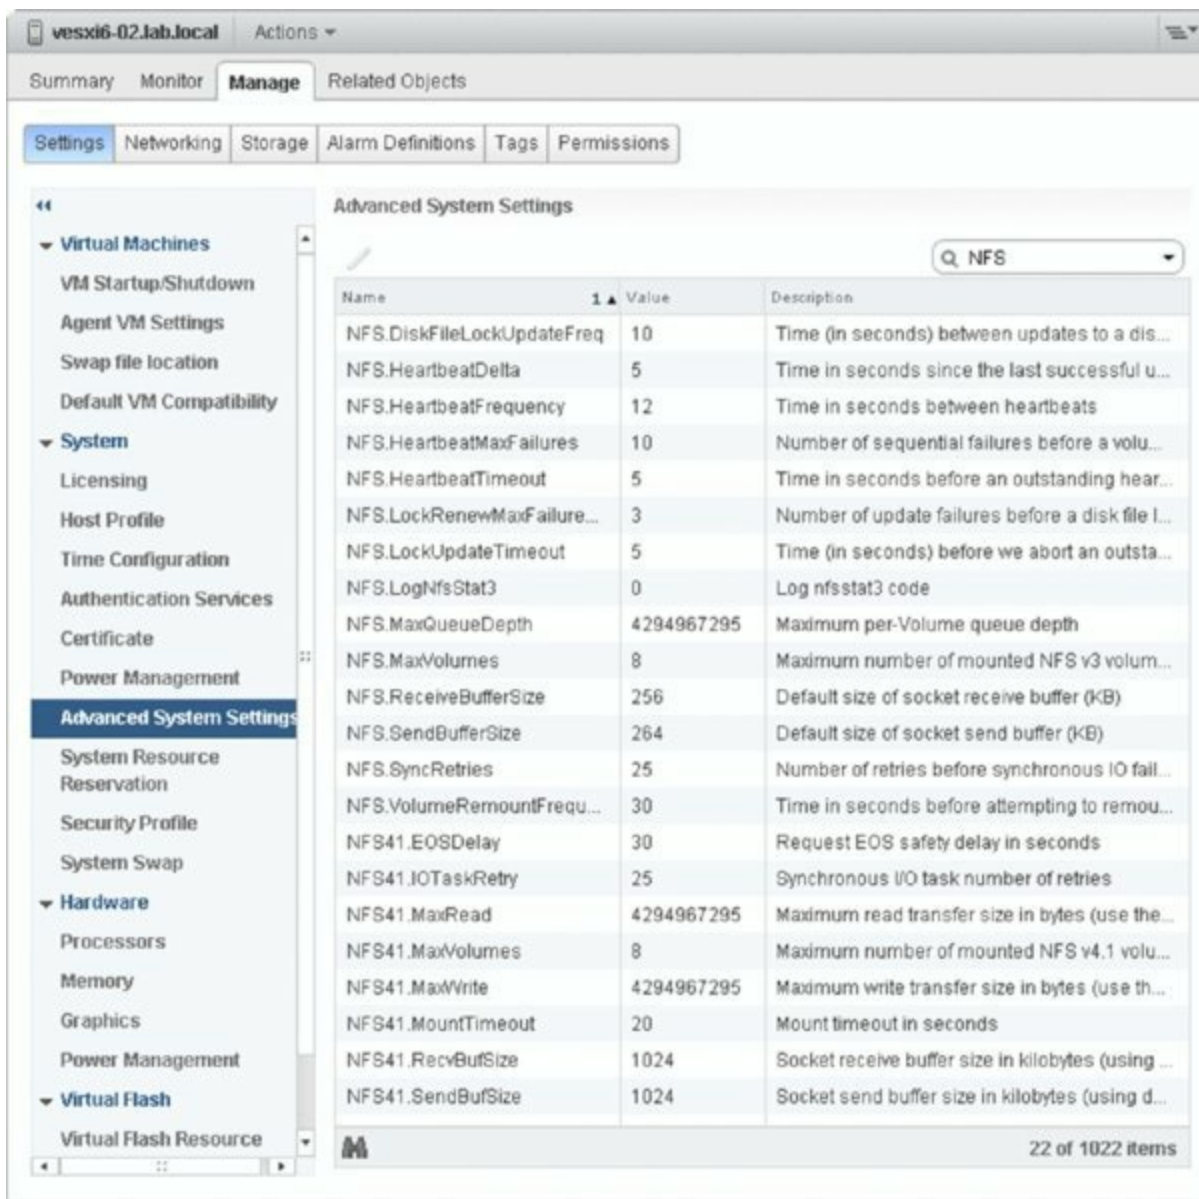 vesxi6-02.lab.local Actions
Summary Monitor Manage Related Objects
Settings Networking Storage Alarm Definitions Tags Permissions
Virtual Machines
VM Startup/Shutdown
Agent VM Settings
Swap file location
Default VM Compatibility
System
Licensing
Host Profile
Time Configuration
Authentication Services
Certificate
Power Management
Advanced System Settings
System Resource
Reservation
Security Profile
System Swap
Hardware
Processors
Memory
Graphics
Power Management
Virtual Flash
Virtual Flash Resource
Advanced System Settings
NFS
Name 1 Value Description
NFS.DiskFileLockUpdateFreq 10 Time (in seconds) between updates to a dis...
NFS.HeartbeatDelta 5 Time in seconds since the last successful u...
NFS.HeartbeatFrequency 12 Time in seconds between heartbeats
NFS.HeartbeatMaxFailures 10 Number of sequential failures before a volu...
NFS.HeartbeatTimeout 5 Time in seconds before an outstanding hear...
NFS.LockRenewMaxFailure... 3 Number of update failures before a disk file l...
NFS.LockUpdateTimeout 5 Time (in seconds) before we abort an outsta...
NFS.LogNfsStat3 0 Log nfsstat3 code
NFS.MaxQueueDepth 4294967295 Maximum per-Volume queue depth
NFS.MaxVolumes 8 Maximum number of mounted NFS v3 volum...
NFS.ReceiveBufferSize 256 Default size of socket receive buffer (KB)
NFS.SendBufferSize 264 Default size of socket send buffer (KB)
NFS.SyncRetries 25 Number of retries before synchronous IO fail...
NFS.VolumeRemountFrequ... 30 Time in seconds before attempting to remou...
NFS41.EOSDelay 30 Request EOS safety delay in seconds
NFS41.IOTaskRetry 25 Synchronous I/O task number of retries
NFS41.MaxRead 4294967295 Maximum read transfer size in bytes (use the...
NFS41.MaxVolumes 8 Maximum number of mounted NFS v4.1 volu...
NFS41.MaxWrite 4294967295 Maximum write transfer size in bytes (use th...
NFS41.MountTimeout 20 Mount timeout in seconds
NFS41.RecvBufSize 1024 Socket receive buffer size in kilobytes (using ...
NFS41.SendBufSize 1024 Socket send buffer size in kilobytes (using d...
22 of 1022 items